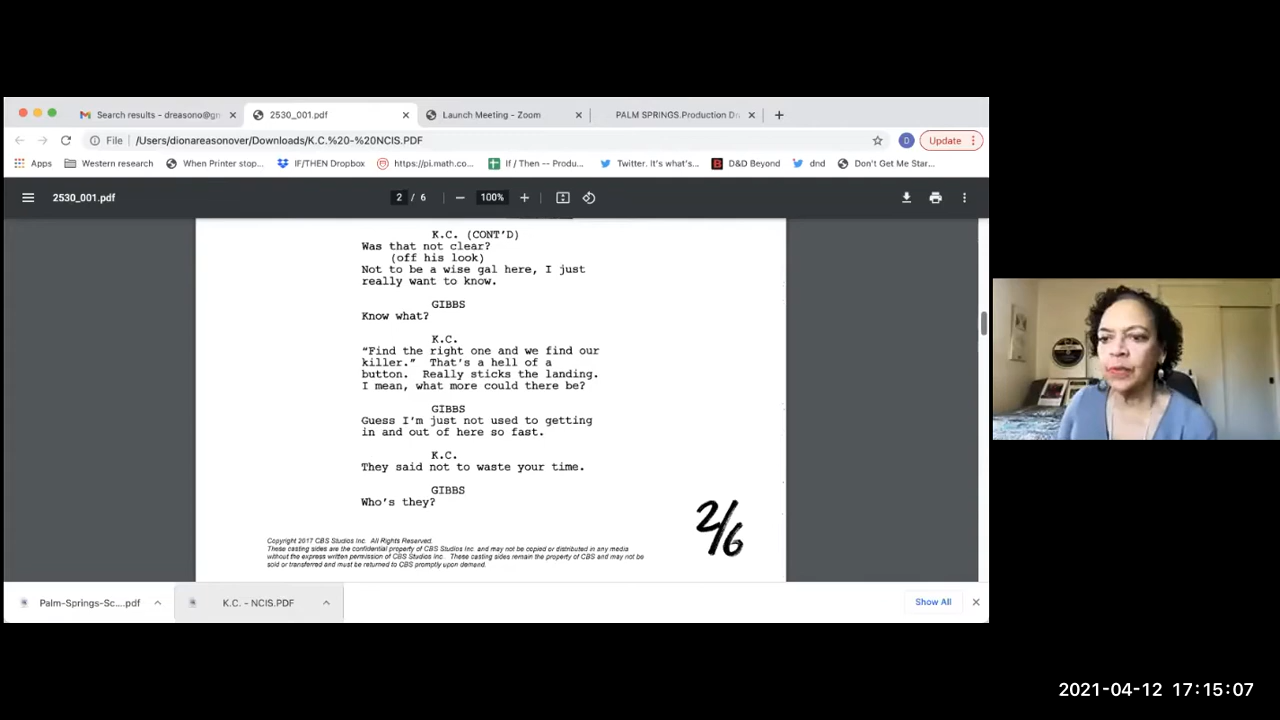 Search results - dreasono@gm
2530_001.pdf
Launch Meeting - Zoom
PALM SPRINGS.Production Dr
File
/Users/dionareasonover/Downloads/K.C.%20-%20NCIS.PDF
D
Update
Apps
Western research
When Printer stop...
IF/THEN Dropbox
https://pi.math.co...
If / Then -- Produ...
Twitter. It's what's...
D&D Beyond
dnd
Don't Get Me Star...
2530_001.pdf
2 / 6
100%
K.C. (CONT'D)
Was that not clear?
(off his look)
Not to be a wise gal here, I just
really want to know.
GIBBS
Know what?
K.C.
"Find the right one and we find our
killer." That's a hell of a
button. Really sticks the landing.
I mean, what more could there be?
GIBBS
Guess I'm just not used to getting
in and out of here so fast.
K.C.
They said not to waste your time.
GIBBS
Who's they?
2/6
Copyright 2017 CBS Studios Inc. All Rights Reserved.
These casting sides are the confidential property of CBS Studios Inc. and may not be copied or distributed in any media
without the express written permission of CBS Studios Inc. These casting sides remain the property of CBS and may not be
sold or transferred and must be returned to CBS promptly upon demand.
Palm-Springs-Sc....pdf
K.C. - NCIS.PDF
Show All
2021-04-12 17:15:07